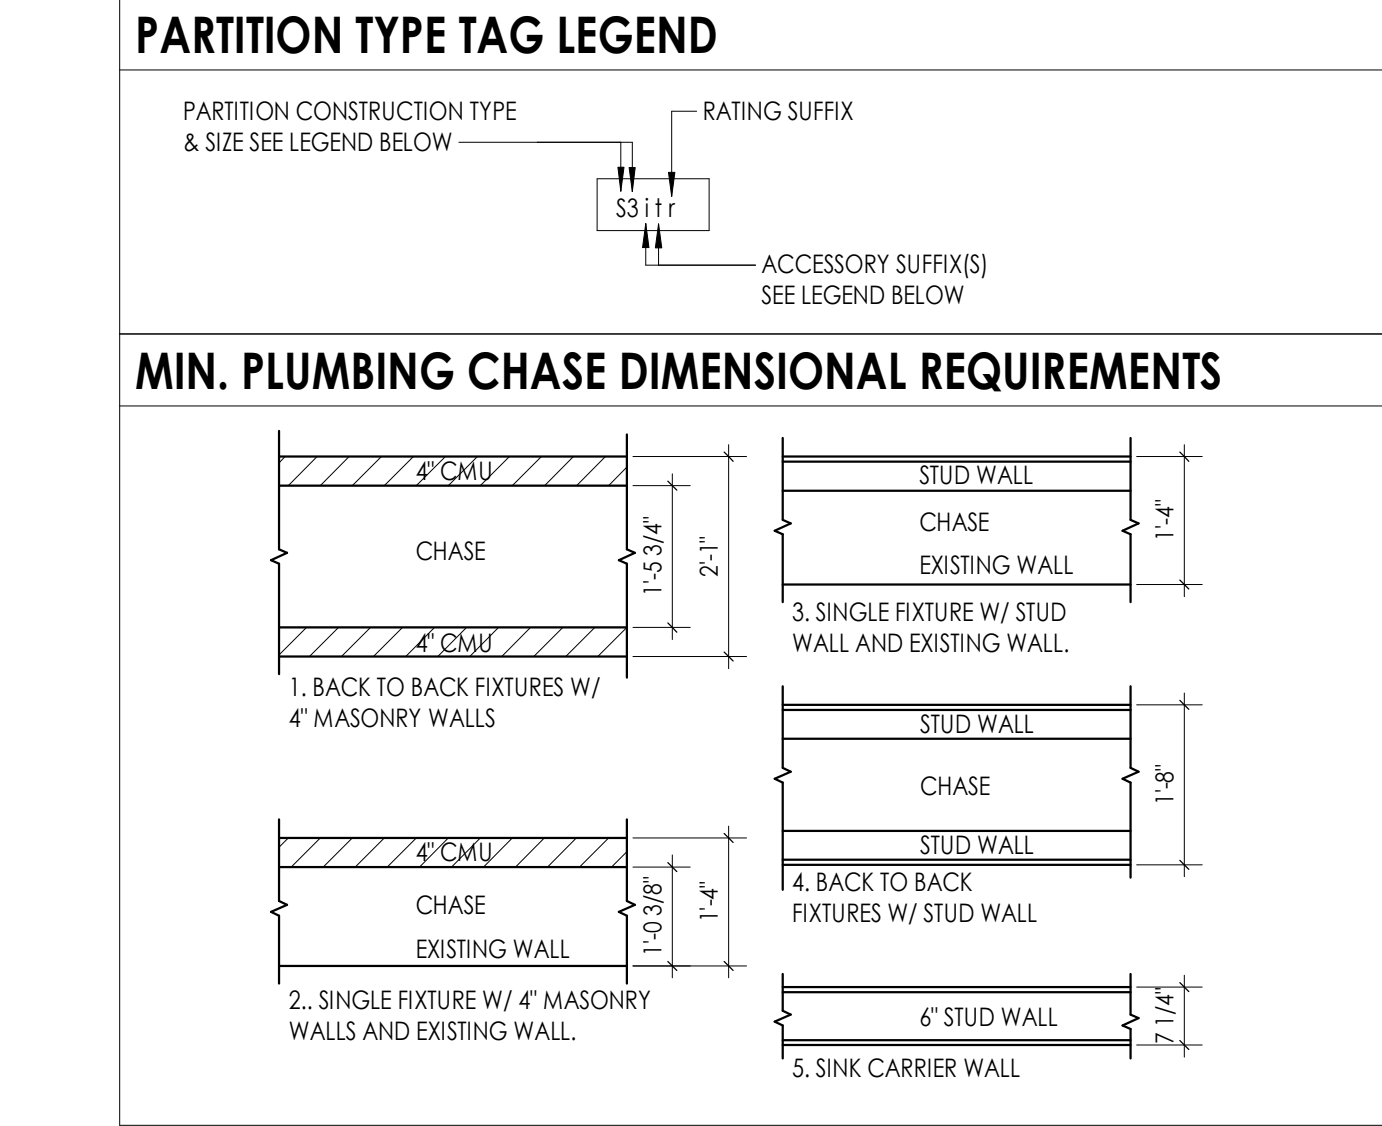 PARTITION TYPE TAG LEGEND
PARTITION CONSTRUCTION TYPE
& SIZE SEE LEGEND BELOW
RATING SUFFIX
S3 i t r
ACCESSORY SUFFIX(S)
SEE LEGEND BELOW
MIN. PLUMBING CHASE DIMENSIONAL REQUIREMENTS
4" CMU
CHASE
4" CMU
1'-5 3/4"
2'-1"
1. BACK TO BACK FIXTURES W/
4" MASONRY WALLS
4" CMU
CHASE
EXISTING WALL
1'-0 3/8"
1'-4"
2.. SINGLE FIXTURE W/ 4" MASONRY
WALLS AND EXISTING WALL.
STUD WALL
CHASE
EXISTING WALL
1'-4"
3. SINGLE FIXTURE W/ STUD
WALL AND EXISTING WALL.
STUD WALL
CHASE
STUD WALL
1'-8"
4. BACK TO BACK
FIXTURES W/ STUD WALL
6" STUD WALL
7 1/4"
5. SINK CARRIER WALL